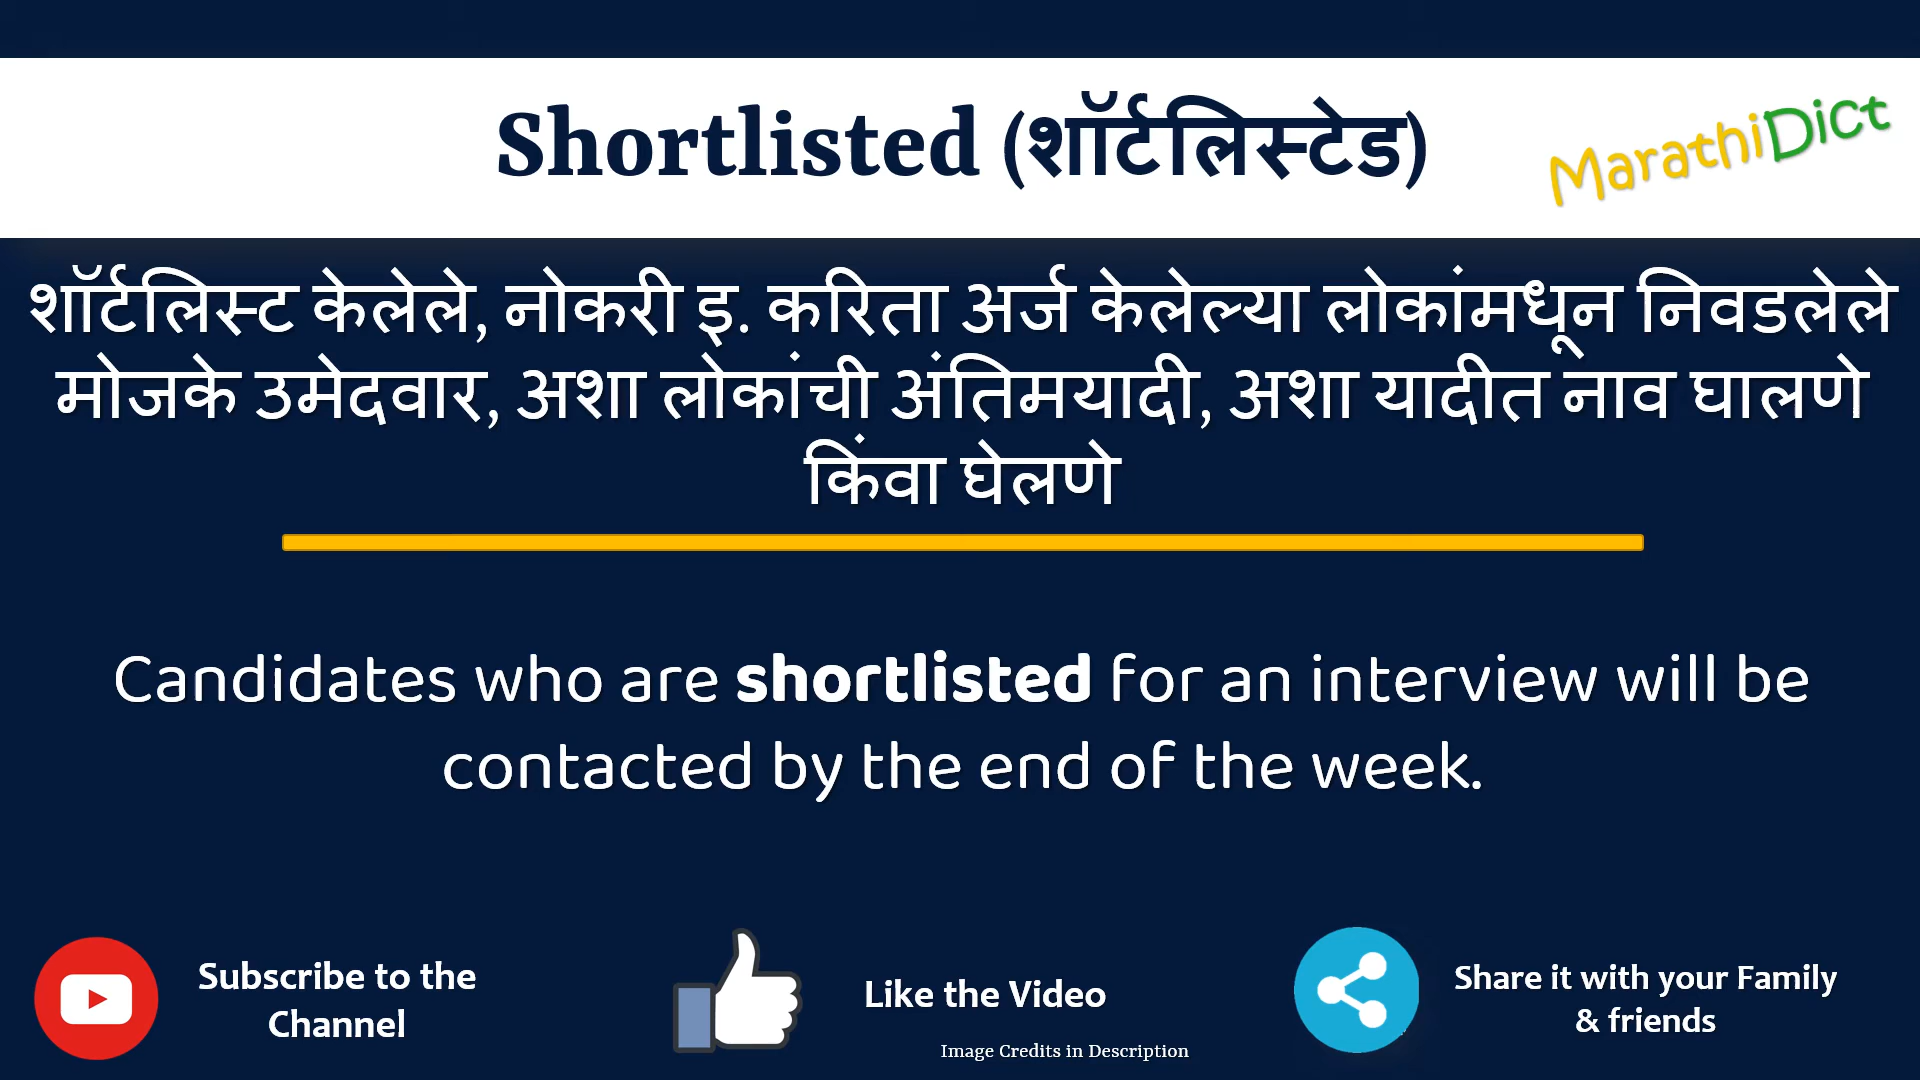 Shortlisted (शॉर्टलिस्टेड)
MarathiDict
शॉर्टलिस्ट केलेले, नोकरी इ. करिता अर्ज केलेल्या लोकांमधून निवडलेले
मोजके उमेदवार, अशा लोकांची अंतिमयादी, अशा यादीत नाव घालणे
किंवा घेलणे
Candidates who are shortlisted for an interview will be
contacted by the end of the week.
Subscribe to the
Channel
Like the Video
Share it with your Family
& friends
Image Credits in Description